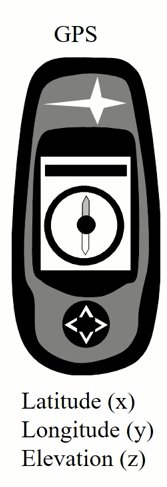 GPS
Latitude (x)
Longitude (y)
Elevation (z)